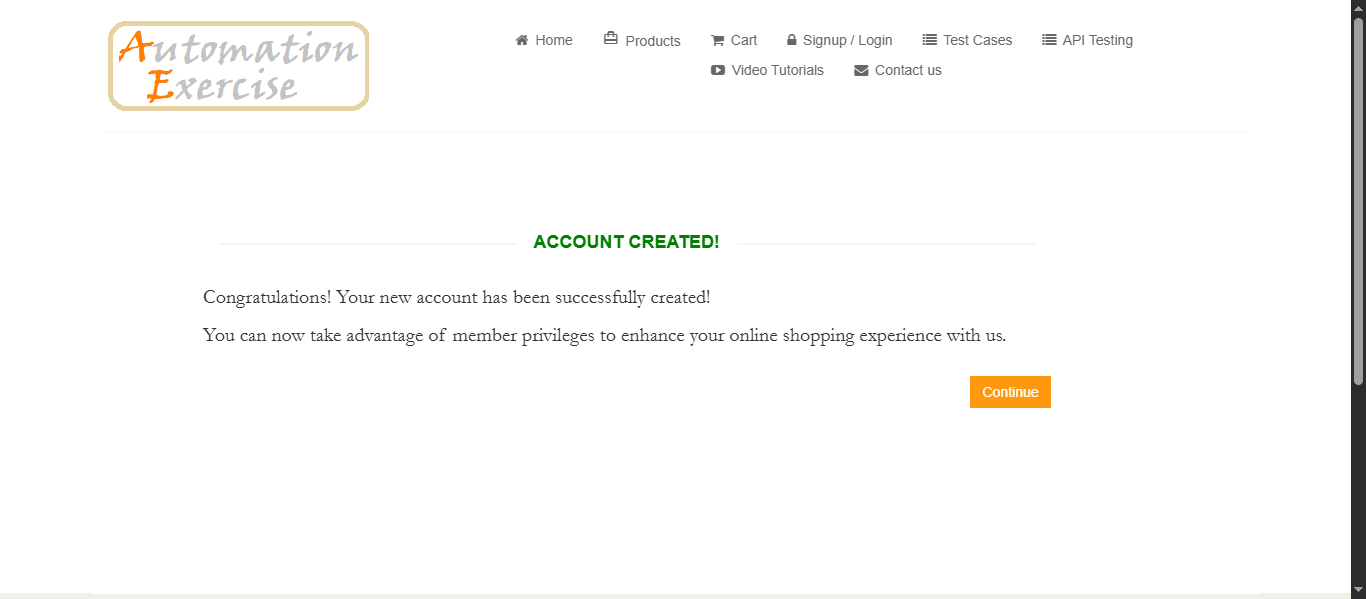 Automation
Exercise
Home Products Cart Signup / Login Test Cases API Testing
Video Tutorials Contact us
ACCOUNT CREATED!
Congratulations! Your new account has been successfully created!
You can now take advantage of member privileges to enhance your online shopping experience with us.
Continue